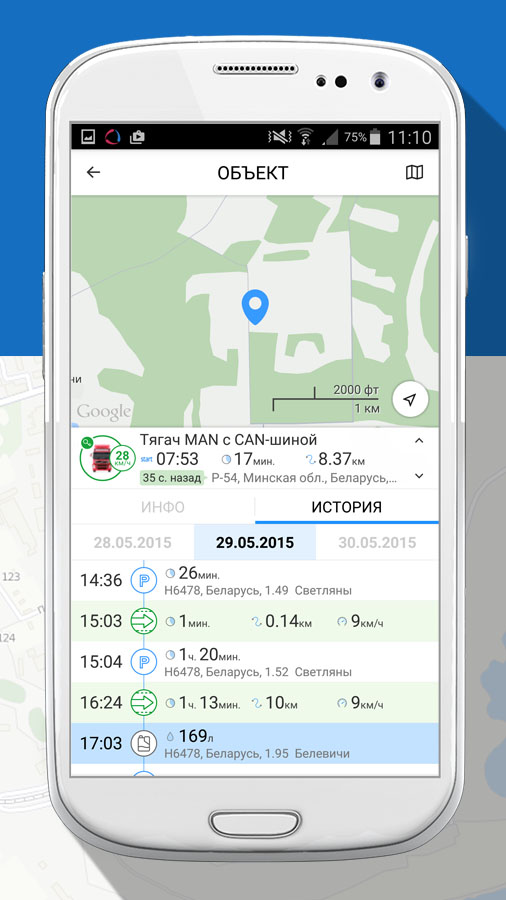 75% 11:10
ОБЪЕКТ
ни
Google
2000 фт
1 км
Тягач MAN с CAN-шиной
28 км/ч
start 07:53 17мин. 8.37км
35 с. назад Р-54, Минская обл., Беларусь,...
ИНФО ИСТОРИЯ
28.05.2015 29.05.2015 30.05.2015
14:36 P 26мин.
Н6478, Беларусь, 1.49 Светляны
15:03 1мин. 0.14км 9км/ч
15:04 P 1ч. 20мин.
Н6478, Беларусь, 1.52 Светляны
16:24 1ч. 13мин. 10км 9км/ч
17:03 169л
Н6478, Беларусь, 1.95 Белевичи
123
124